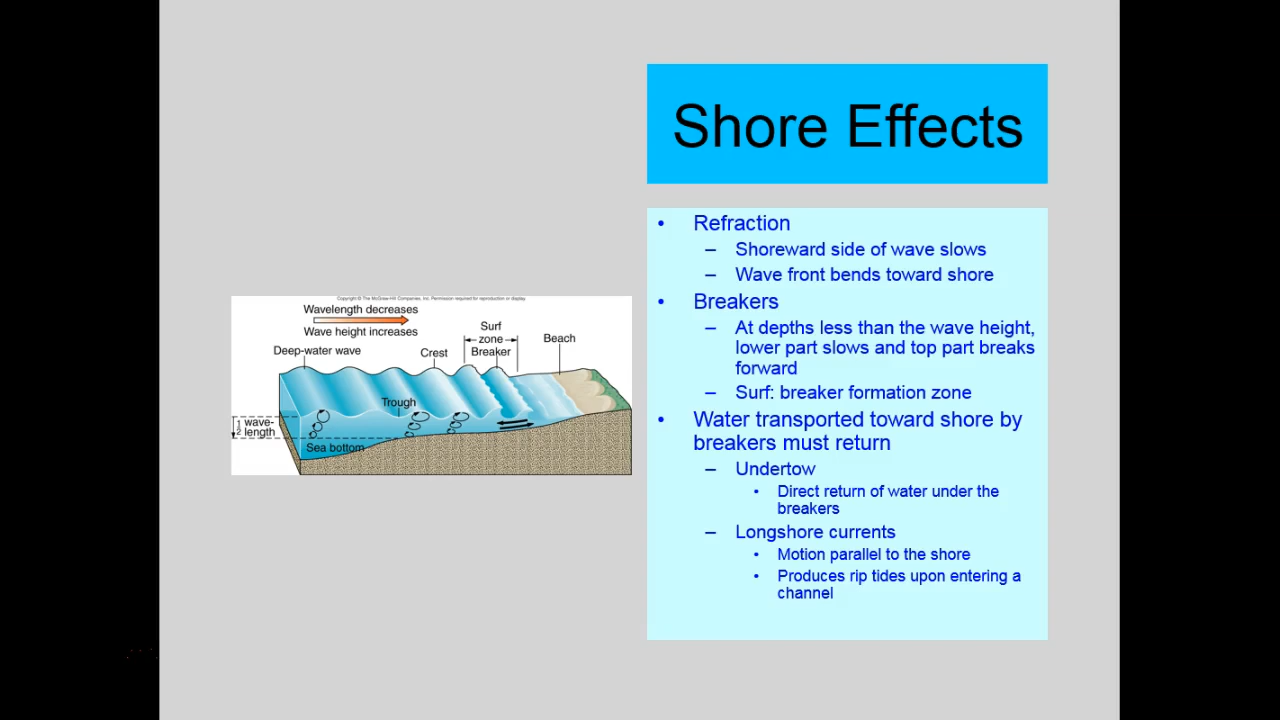 Shore Effects
• Refraction
– Shoreward side of wave slows
– Wave front bends toward shore
• Breakers
– At depths less than the wave height,
lower part slows and top part breaks
forward
– Surf: breaker formation zone
• Water transported toward shore by
breakers must return
– Undertow
• Direct return of water under the
breakers
– Longshore currents
• Motion parallel to the shore
• Produces rip tides upon entering a
channel
Copyright © The McGraw-Hill Companies, Inc. Permission required for reproduction or display.
Wavelength decreases
Wave height increases
Deep-water wave
Crest
Surf
zone
Breaker
Beach
Trough
1/2 wave-
length
Sea bottom